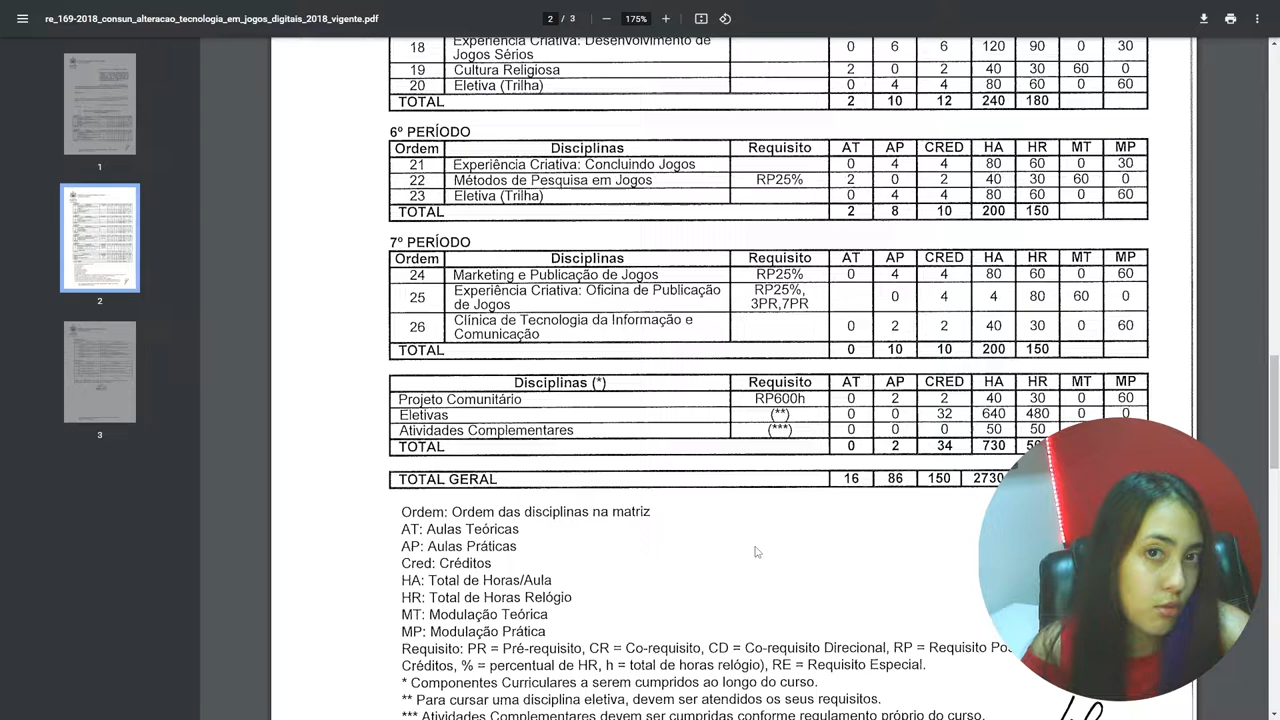 re_169-2018_consun_alteracao_tecnologia_em_jogos_digitais_2018_vigente.pdf 2 / 3 175%
1
2
3
18 Experiência Criativa: Desenvolvimento de Jogos Sérios 0 6 6 120 90 0 30
19 Cultura Religiosa 2 0 2 40 30 60 0
20 Eletiva (Trilha) 0 4 4 80 60 0 60
TOTAL 2 10 12 240 180
6º PERÍODO
Ordem Disciplinas Requisito AT AP CRED HA HR MT MP
21 Experiência Criativa: Concluindo Jogos 0 4 4 80 60 0 30
22 Métodos de Pesquisa em Jogos RP25% 2 0 2 40 30 60 0
23 Eletiva (Trilha) 0 4 4 80 60 0 60
TOTAL 2 8 10 200 150
7º PERÍODO
Ordem Disciplinas Requisito AT AP CRED HA HR MT MP
24 Marketing e Publicação de Jogos RP25% 0 4 4 80 60 0 60
25 Experiência Criativa: Oficina de Publicação de Jogos RP25%, 3PR,7PR 0 4 4 80 60 0
26 Clínica de Tecnologia da Informação e Comunicação 0 2 2 40 30 0 60
TOTAL 0 10 10 200 150
Disciplinas (*) Requisito AT AP CRED HA HR MT MP
Projeto Comunitário RP600h 0 2 2 40 30 0 60
Eletivas (**) 0 0 32 640 480 0 0
Atividades Complementares (***) 0 0 0 50 50
TOTAL 0 2 34 730
TOTAL GERAL 16 86 150 2730
Ordem: Ordem das disciplinas na matriz
AT: Aulas Teóricas
AP: Aulas Práticas
Cred: Créditos
HA: Total de Horas/Aula
HR: Total de Horas Relógio
MT: Modulação Teórica
MP: Modulação Prática
Requisito: PR = Pré-requisito, CR = Co-requisito, CD = Co-requisito Direcional, RP = Requisito
Créditos, % = percentual de HR, h = total de horas relógio), RE = Requisito Especial.
* Componentes Curriculares a serem cumpridos ao longo do curso.
** Para cursar uma disciplina eletiva, devem ser atendidos os seus requisitos.
*** Atividades Complementares devem ser cumpridas conforme regulamento próprio do curso.